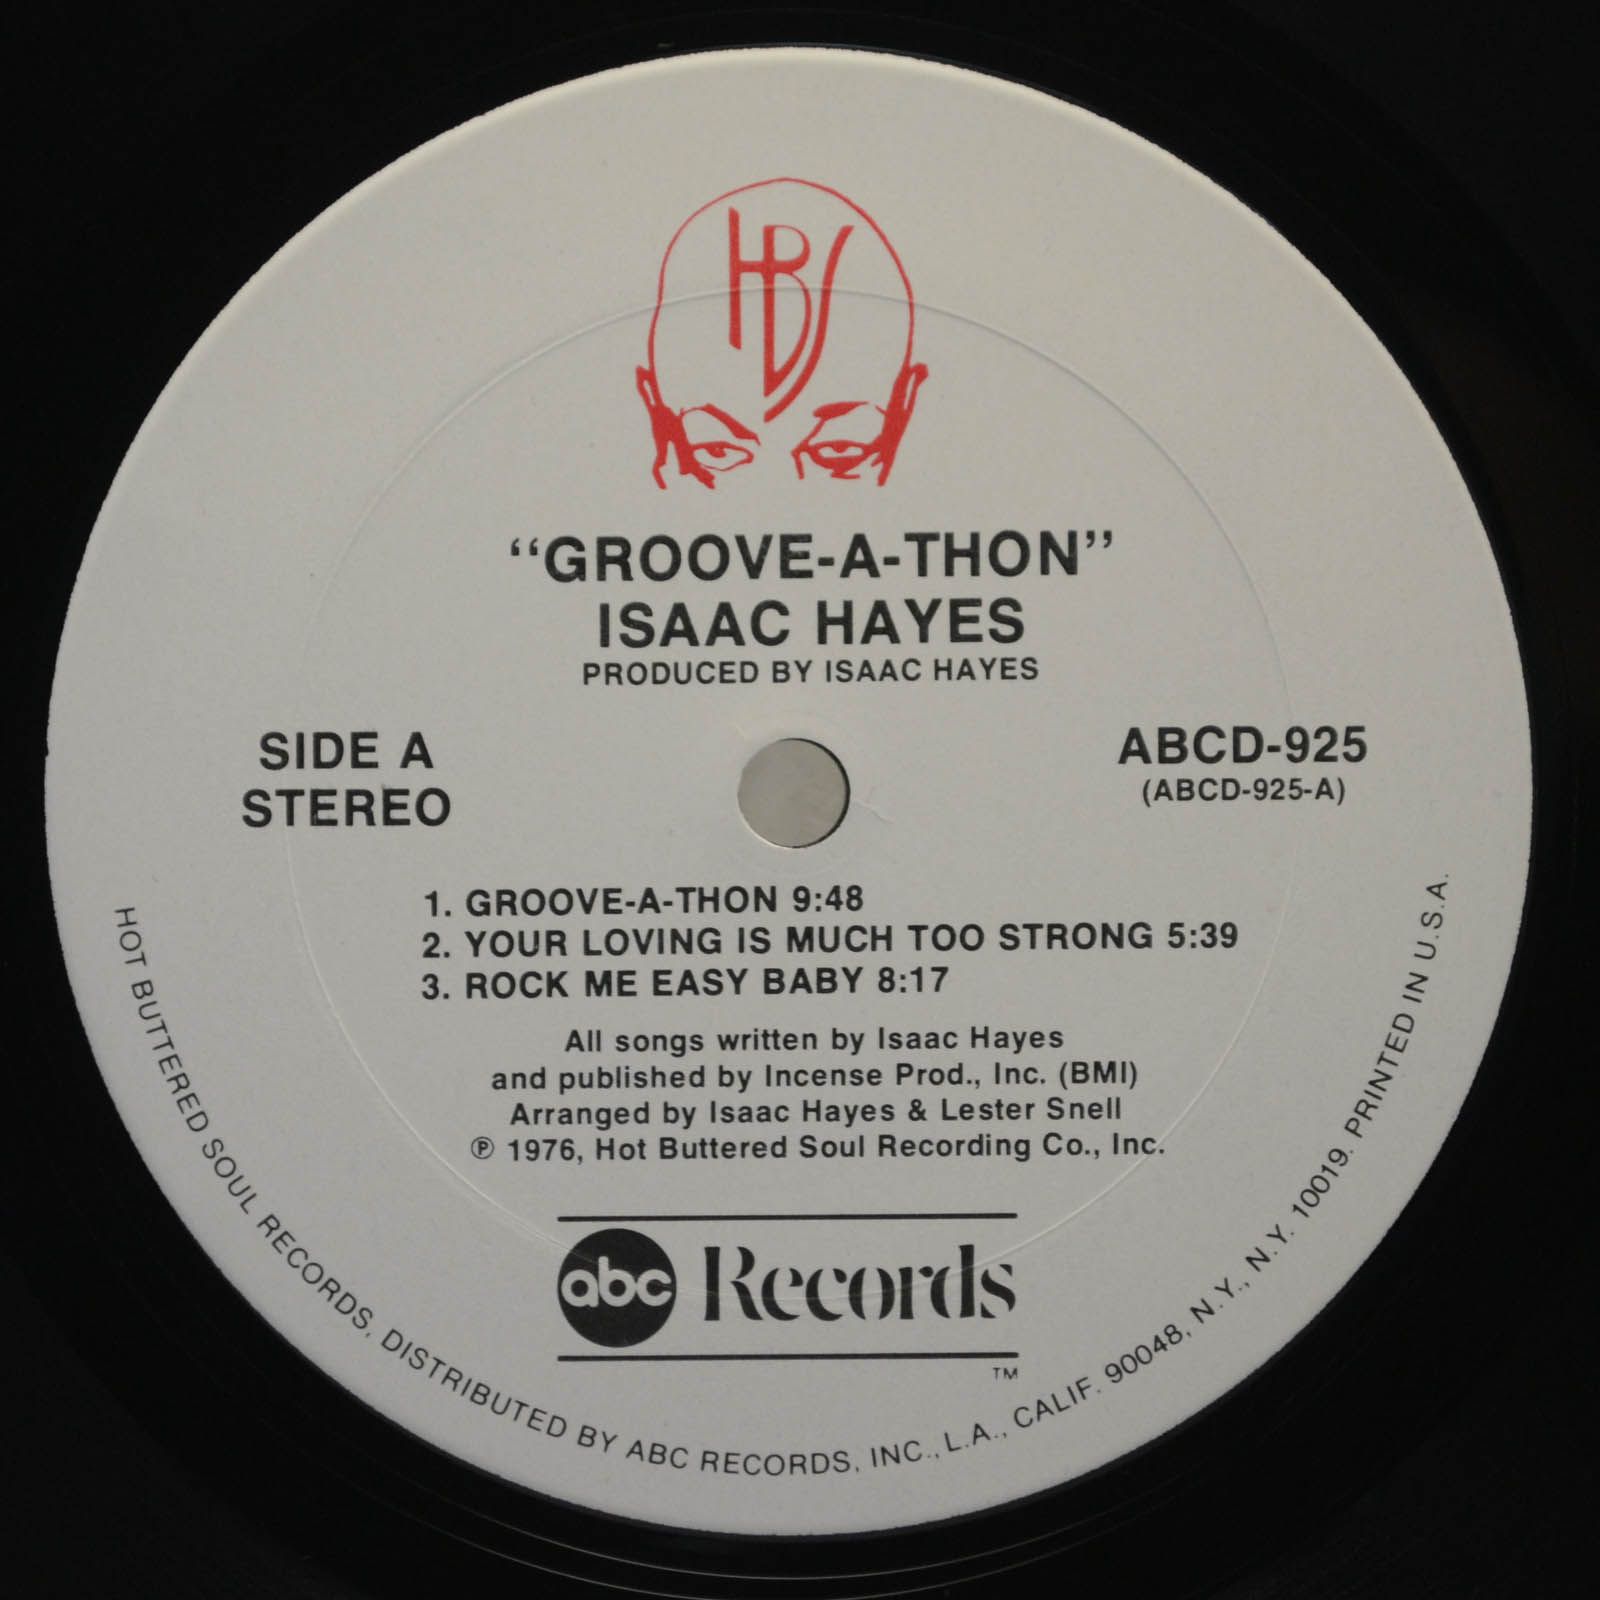 HBS
“GROOVE-A-THON”
ISAAC HAYES
PRODUCED BY ISAAC HAYES
SIDE A
STEREO
ABCD-925
(ABCD-925-A)
1. GROOVE-A-THON 9:48
2. YOUR LOVING IS MUCH TOO STRONG 5:39
3. ROCK ME EASY BABY 8:17
All songs written by Isaac Hayes
and published by Incense Prod., Inc. (BMI)
Arranged by Isaac Hayes & Lester Snell
℗ 1976, Hot Buttered Soul Recording Co., Inc.
abc Records
TM
HOT BUTTERED SOUL RECORDS, DISTRIBUTED BY ABC RECORDS, INC., L.A., CALIF. 90048, N.Y., N.Y. 10019. PRINTED IN U.S.A.